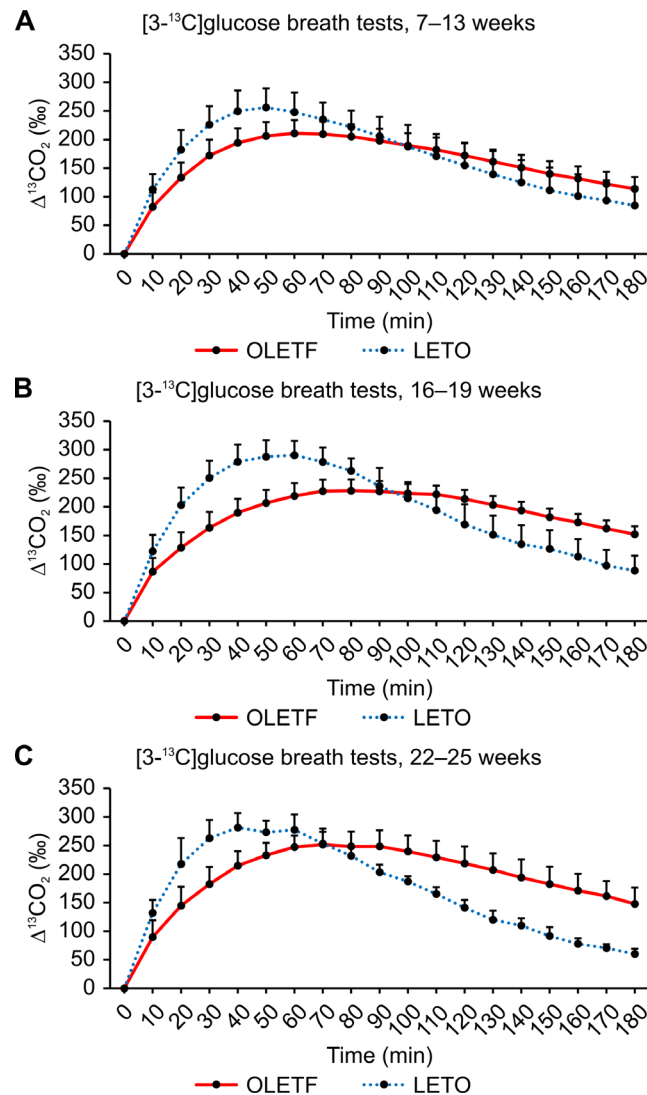 A
[3-¹³C]glucose breath tests, 7–13 weeks
Δ¹³CO₂ (‰)
350
300
250
200
150
100
50
0
0 10 20 30 40 50 60 70 80 90 100 110 120 130 140 150 160 170 180
Time (min)
OLETF LETO
B
[3-¹³C]glucose breath tests, 16–19 weeks
Δ¹³CO₂ (‰)
350
300
250
200
150
100
50
0
0 10 20 30 40 50 60 70 80 90 100 110 120 130 140 150 160 170 180
Time (min)
OLETF LETO
C
[3-¹³C]glucose breath tests, 22–25 weeks
Δ¹³CO₂ (‰)
350
300
250
200
150
100
50
0
0 10 20 30 40 50 60 70 80 90 100 110 120 130 140 150 160 170 180
Time (min)
OLETF LETO